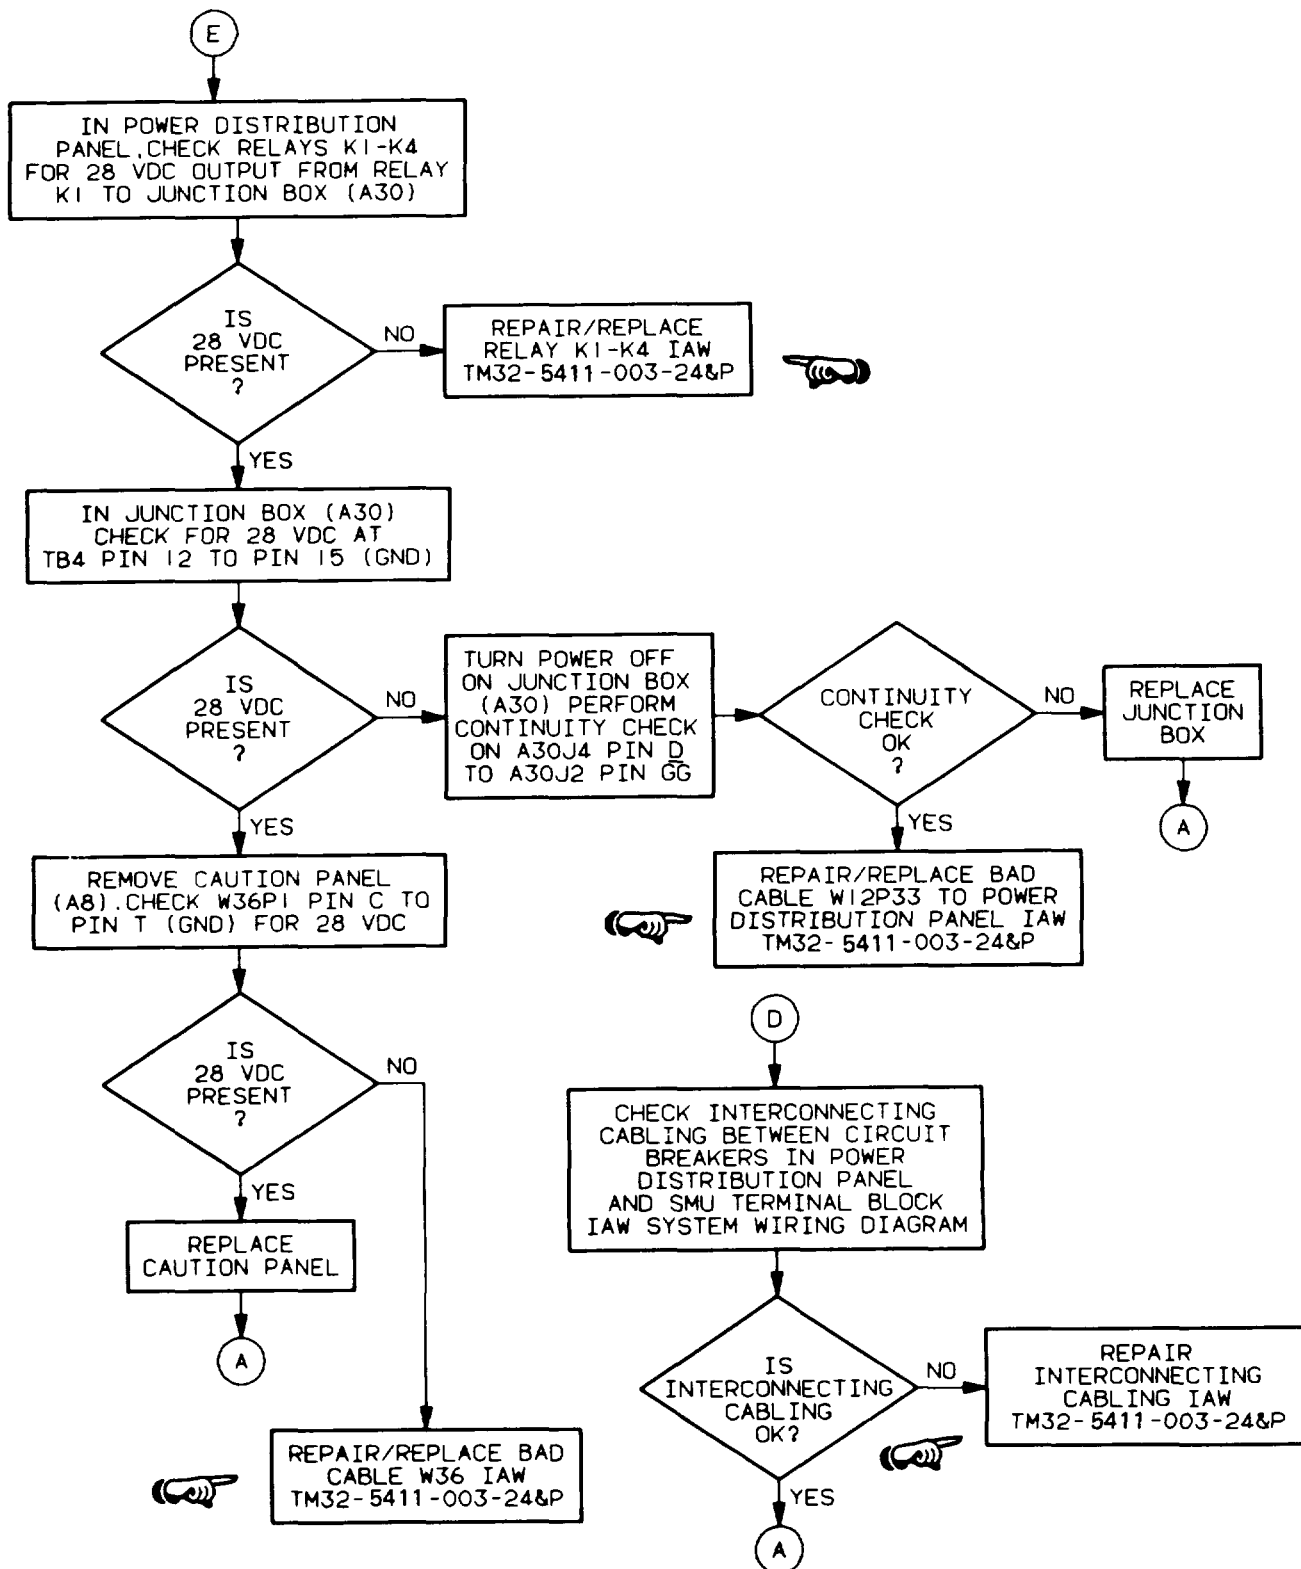 E
IN POWER DISTRIBUTION
PANEL, CHECK RELAYS K1-K4
FOR 28 VDC OUTPUT FROM RELAY
K1 TO JUNCTION BOX (A30)
IS
28 VDC
PRESENT
?
NO
REPAIR/REPLACE
RELAY K1-K4 IAW
TM32-5411-003-24&P
YES
IN JUNCTION BOX (A30)
CHECK FOR 28 VDC AT
TB4 PIN 12 TO PIN 15 (GND)
IS
28 VDC
PRESENT
?
NO
TURN POWER OFF
ON JUNCTION BOX
(A30) PERFORM
CONTINUITY CHECK
ON A30J4 PIN D
TO A30J2 PIN GG
CONTINUITY
CHECK
OK
?
NO
REPLACE
JUNCTION
BOX
A
YES
REPAIR/REPLACE BAD
CABLE W12P33 TO POWER
DISTRIBUTION PANEL IAW
TM32-5411-003-24&P
YES
REMOVE CAUTION PANEL
(A8). CHECK W36P1 PIN C TO
PIN T (GND) FOR 28 VDC
IS
28 VDC
PRESENT
?
NO
YES
REPLACE
CAUTION PANEL
A
REPAIR/REPLACE BAD
CABLE W36 IAW
TM32-5411-003-24&P
D
CHECK INTERCONNECTING
CABLING BETWEEN CIRCUIT
BREAKERS IN POWER
DISTRIBUTION PANEL
AND SMU TERMINAL BLOCK
IAW SYSTEM WIRING DIAGRAM
IS
INTERCONNECTING
CABLING
OK?
NO
REPAIR
INTERCONNECTING
CABLING IAW
TM32-5411-003-24&P
YES
A